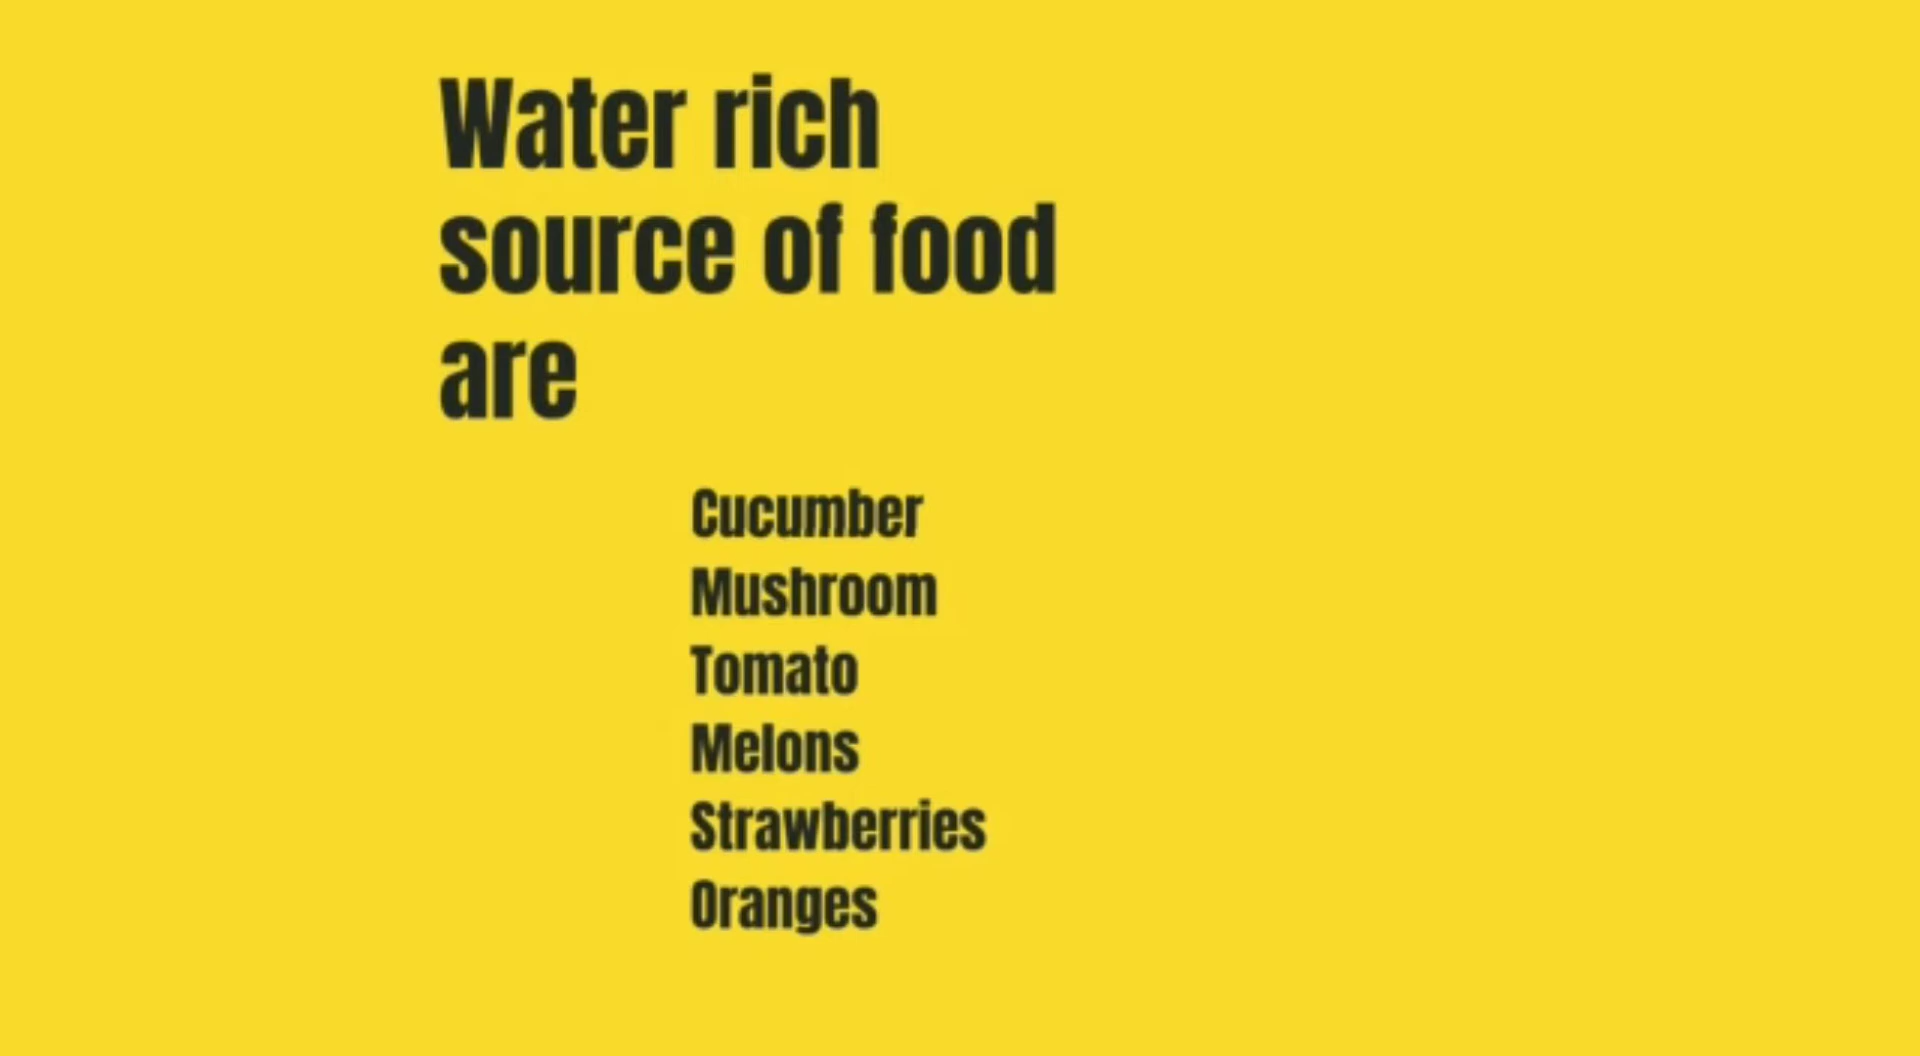 Water rich
source of food
are
Cucumber
Mushroom
Tomato
Melons
Strawberries
Oranges